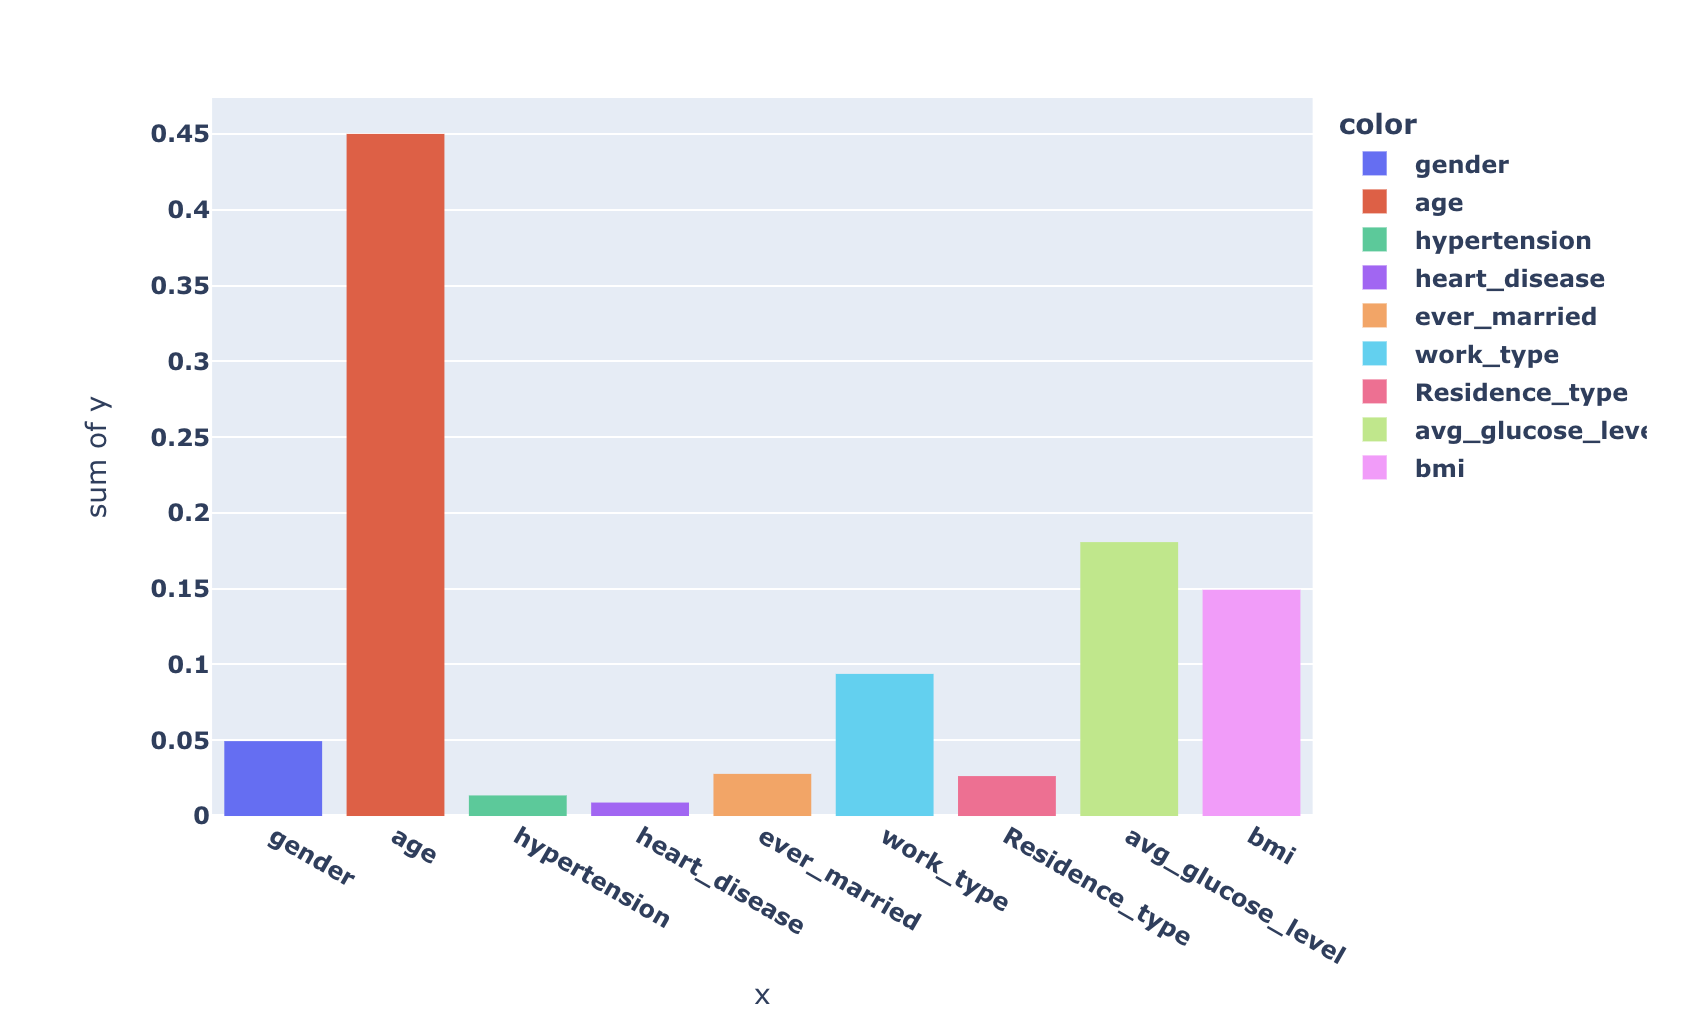 0.45
0.4
0.35
0.3
0.25
0.2
0.15
0.1
0.05
0
sum of y
gender
age
hypertension
heart_disease
ever_married
work_type
Residence_type
avg_glucose_level
bmi
x
color
gender
age
hypertension
heart_disease
ever_married
work_type
Residence_type
avg_glucose_leve
bmi